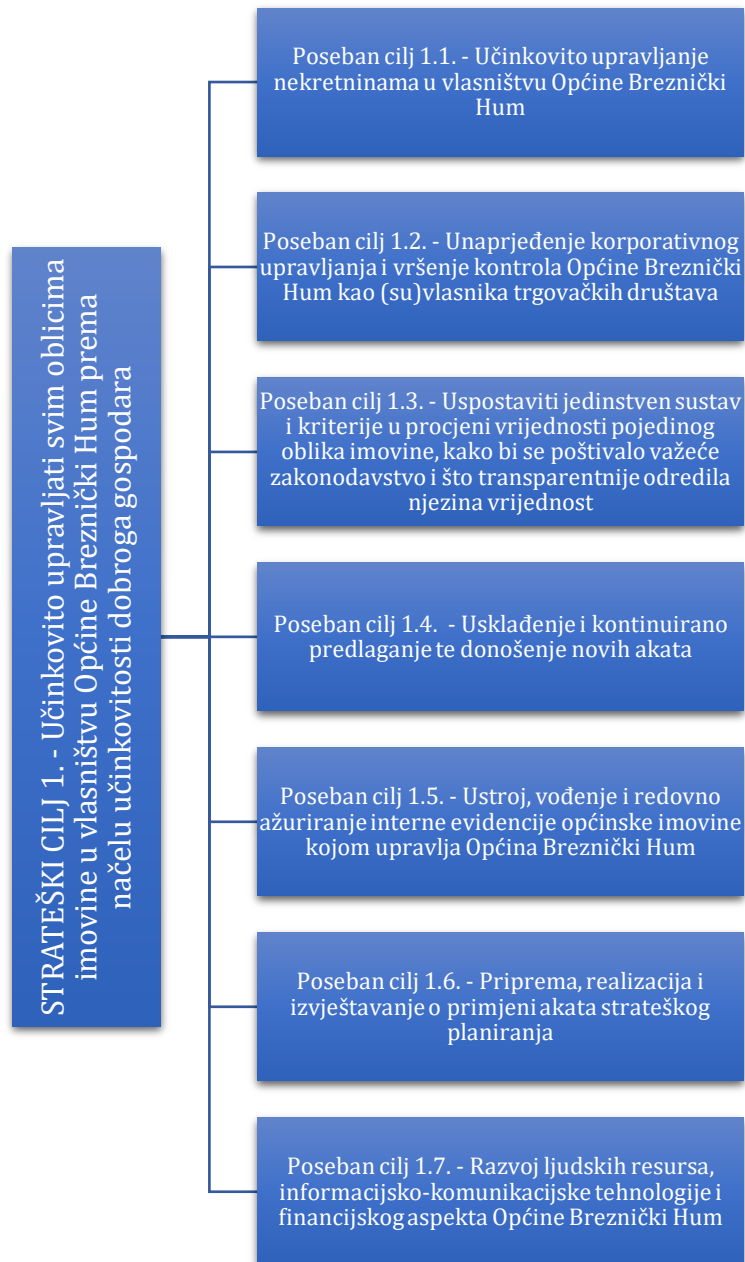 STRATEŠKI CILJ 1. - Učinkovito upravljati svim oblicima
imovine u vlasništvu Općine Breznički Hum prema
načelu učinkovitosti dobroga gospodara
Poseban cilj 1.1. - Učinkovito upravljanje
nekretninama u vlasništvu Općine Breznički
Hum
Poseban cilj 1.2. - Unaprjeđenje korporativnog
upravljanja i vršenje kontrola Općine Breznički
Hum kao (su)vlasnika trgovačkih društava
Poseban cilj 1.3. - Uspostaviti jedinstven sustav
i kriterije u procjeni vrijednosti pojedinog
oblika imovine, kako bi se poštivalo važeće
zakonodavstvo i što transparentnije odredila
njezina vrijednost
Poseban cilj 1.4. - Usklađenje i kontinuirano
predlaganje te donošenje novih akata
Poseban cilj 1.5. - Ustroj, vođenje i redovno
ažuriranje interne evidencije općinske imovine
kojom upravlja Općina Breznički Hum
Poseban cilj 1.6. - Priprema, realizacija i
izvještavanje o primjeni akata strateškog
planiranja
Poseban cilj 1.7. - Razvoj ljudskih resursa,
informacijsko-komunikacijske tehnologije i
financijskog aspekta Općine Breznički Hum